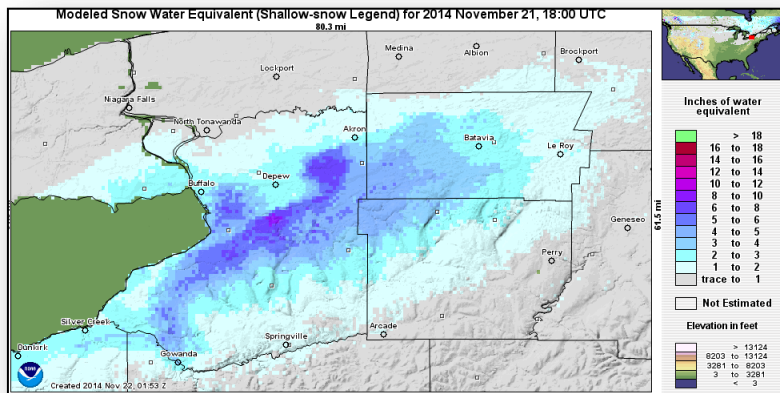 Modeled Snow Water Equivalent (Shallow-snow Legend) for 2014 November 21, 18:00 UTC
80.3 mi
Medina
Albion
Brockport
Lockport
Niagara Falls
North Tonawanda
Akron
Batavia
Le Roy
Buffalo
Depew
Geneseo
Perry
Silver Creek
Dunkirk
Springville
Arcade
Gowanda
Created 2014 Nov 22, 01:53 Z
61.5 mi
Inches of water
equivalent
> 18
16 to 18
14 to 16
12 to 14
10 to 12
8 to 10
6 to 8
5 to 6
4 to 5
3 to 4
2 to 3
1 to 2
trace to 1
Not Estimated
Elevation in feet
> 13124
8203 to 13124
3281 to 8203
3 to 3281
< 3